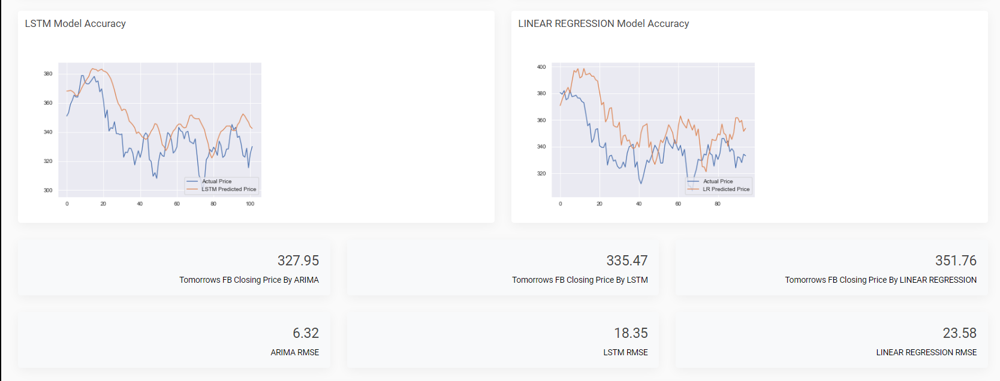 LSTM Model Accuracy
380
360
340
320
300
0 20 40 60 80 100
Actual Price
LSTM Predicted Price
LINEAR REGRESSION Model Accuracy
400
380
360
340
320
0 20 40 60 80
Actual Price
LR Predicted Price
327.95
Tomorrows FB Closing Price By ARIMA
335.47
Tomorrows FB Closing Price By LSTM
351.76
Tomorrows FB Closing Price By LINEAR REGRESSION
6.32
ARIMA RMSE
18.35
LSTM RMSE
23.58
LINEAR REGRESSION RMSE